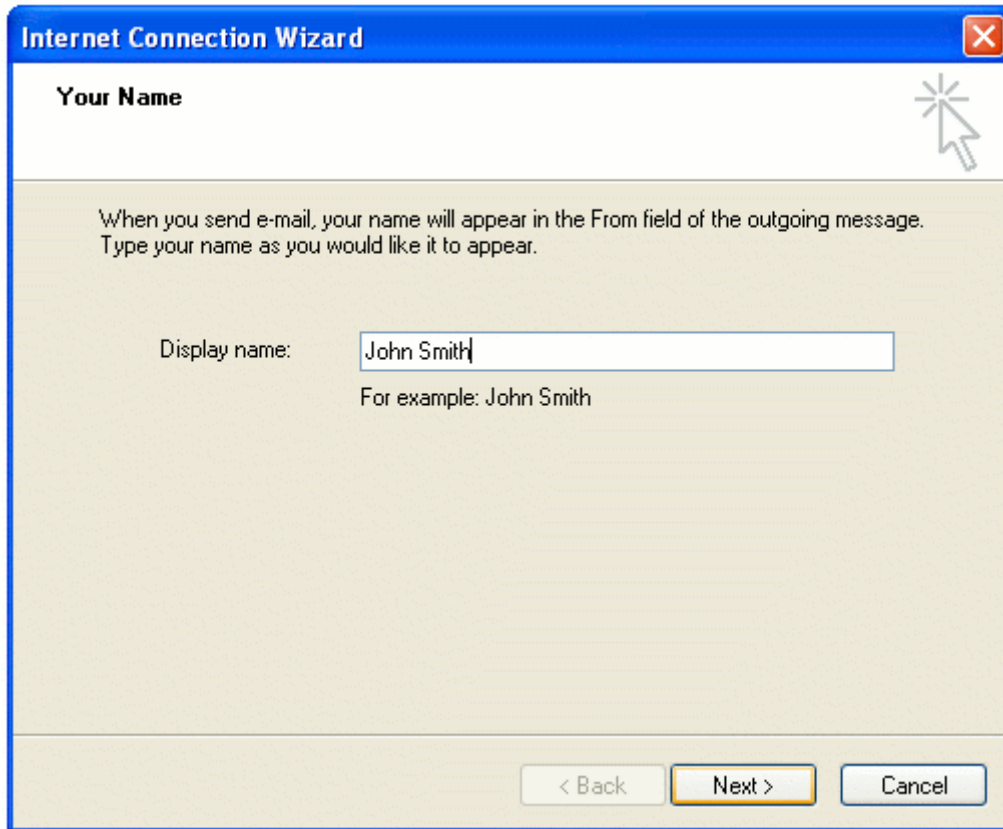 Internet Connection Wizard
Your Name
When you send e-mail, your name will appear in the From field of the outgoing message.
Type your name as you would like it to appear.
Display name: John Smith
For example: John Smith
< Back Next > Cancel